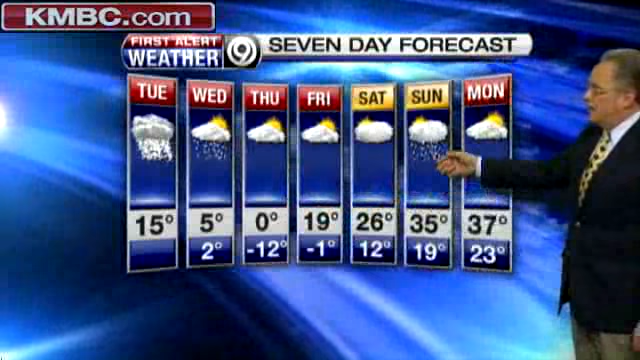 KMBC.com
FIRST ALERT
WEATHER 9
SEVEN DAY FORECAST
TUE WED THU FRI SAT SUN MON
15° 5° 0° 19° 26° 35° 37°
2° -12° -1° 12° 19° 23°